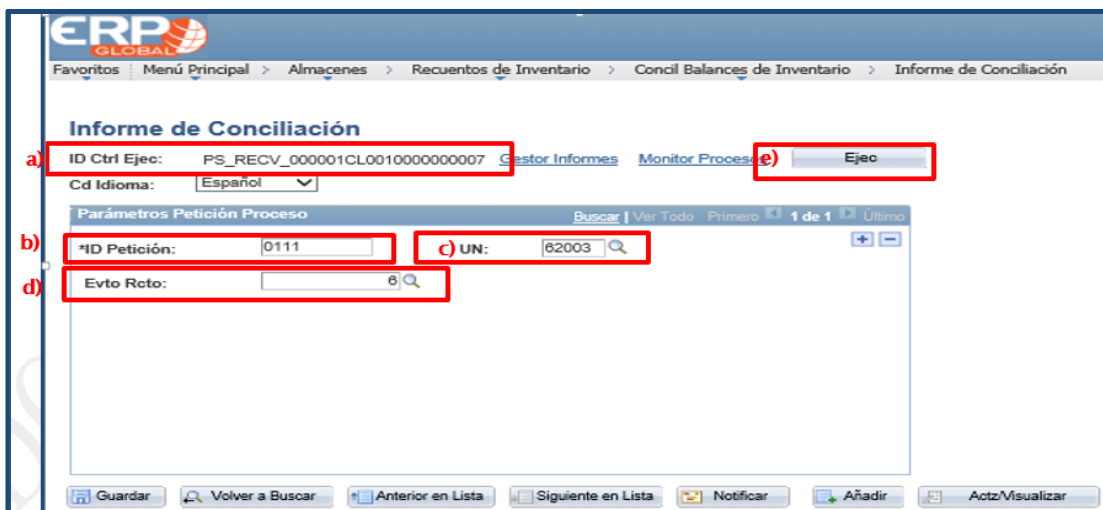 ERP
GLOBAL
Favoritos Menú Principal > Almacenes > Recuentos de Inventario > Concil Balances de Inventario > Informe de Conciliación
Informe de Conciliación
a) ID Ctrl Ejec: PS_RECV_000001CL0010000000007 Gestor Informes Monitor Procesos e) Ejec
Cd Idioma: Español
Parámetros Petición Proceso Buscar | Ver Todo Primero 1 de 1 Último
b) *ID Petición: 0111 c) UN: 62003
d) Evto Rcto: 6
Guardar Volver a Buscar Anterior en Lista Siguiente en Lista Notificar Añadir Actz/Visualizar